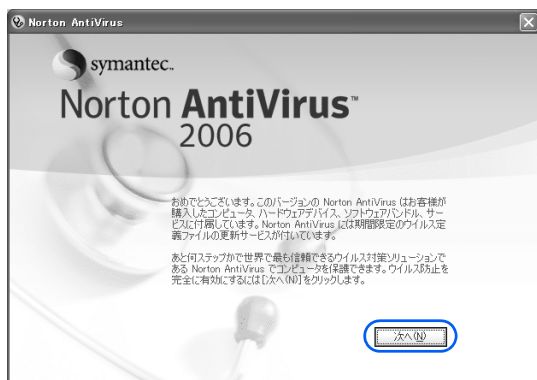 Norton AntiVirus
symantec™
Norton AntiVirus™
2006
おめでとうございます。このバージョンの Norton AntiVirus はお客様が
購入したコンピュータ、ハードウェアデバイス、ソフトウェアバンドル、サー
ビスに付属しています。Norton AntiVirus には期間限定のウイルス定
義ファイルの更新サービスが付いています。
あと何ステップかで世界で最も信頼できるウイルス対策ソリューションで
ある Norton AntiVirus でコンピュータを保護できます。ウイルス防止を
完全に有効にするには[次へ(N)]をクリックします。
次へ(N)